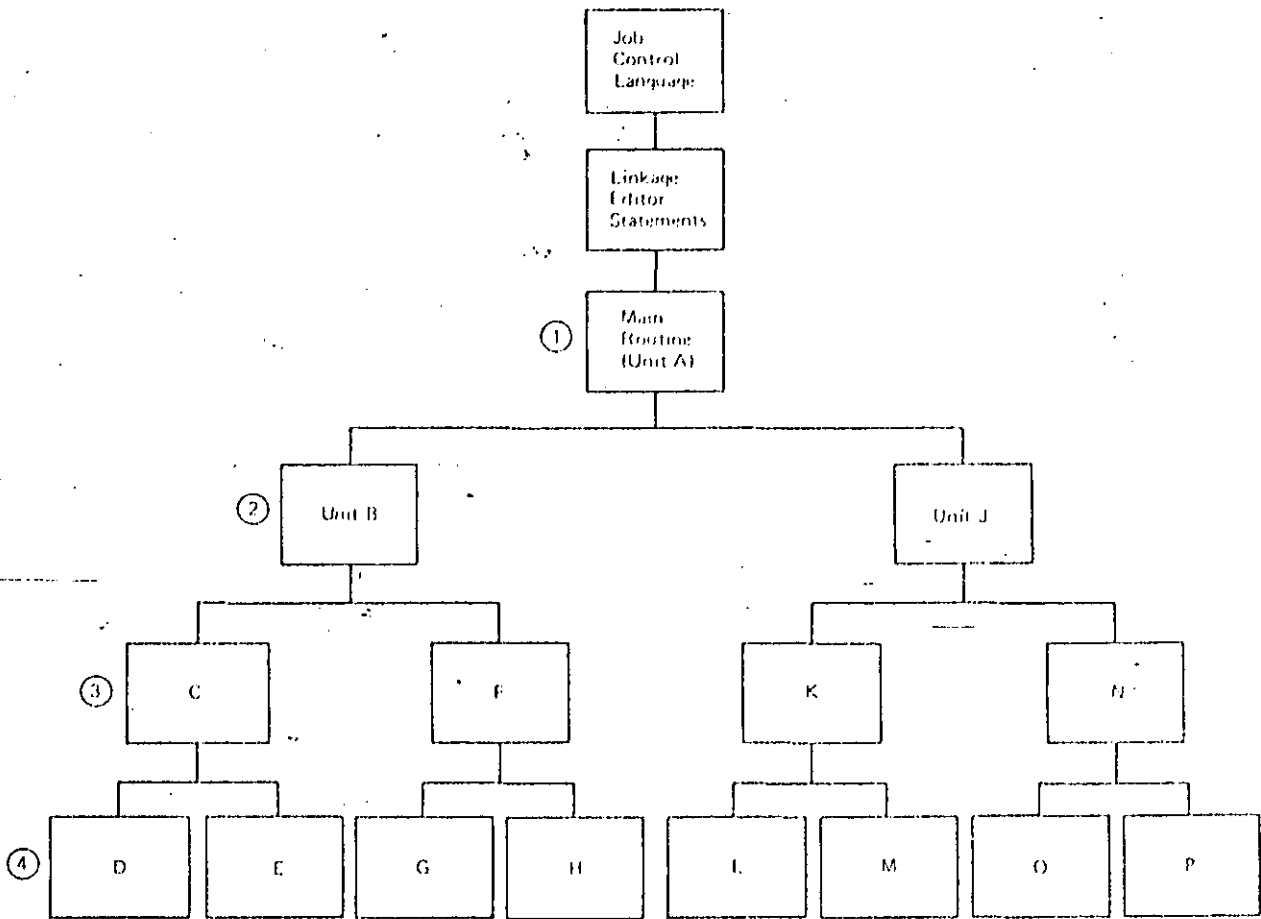 Job
Control
Language
Linkage
Editor
Statements
1
Main
Routine
(Unit A)
2
Unit B
Unit J
3
C
F
K
N
4
D
E
G
H
L
M
O
P